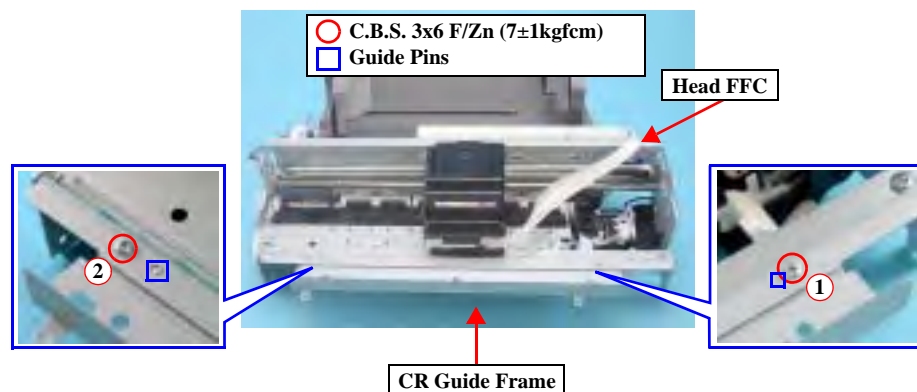 C.B.S. 3x6 F/Zn (7±1kgfcm)
Guide Pins
Head FFC
2
1
CR Guide Frame